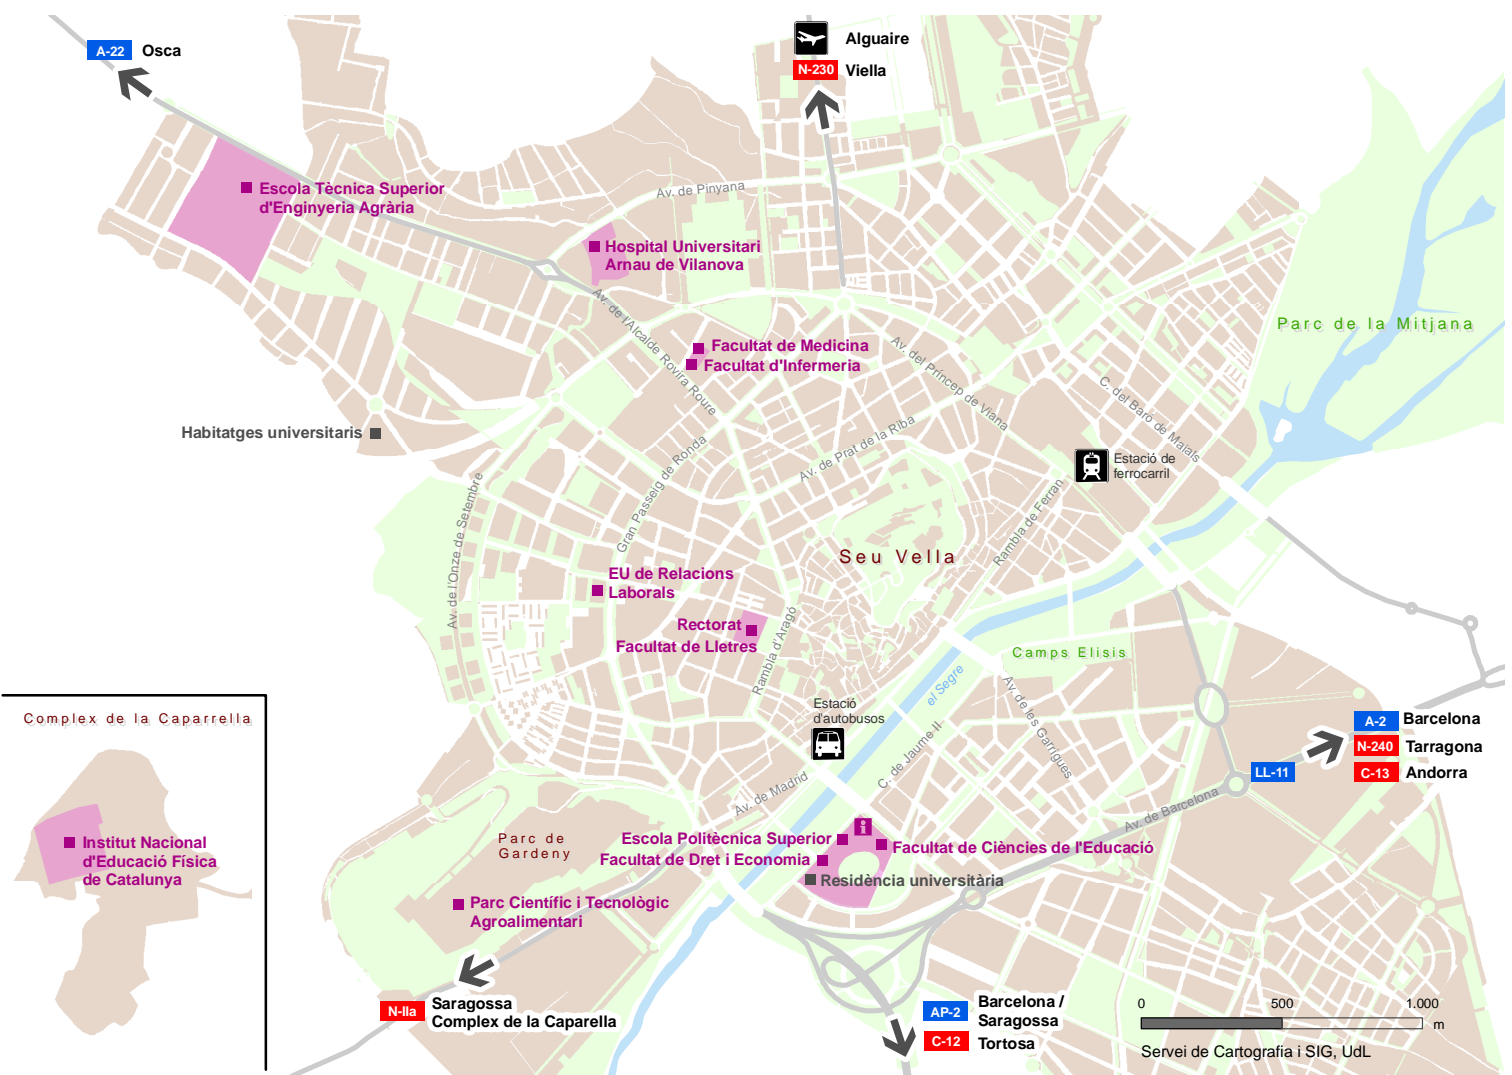 A-22 Osca
Alguaire
N-230 Viella
Av. de Pinyana
Escola Tècnica Superior
d'Enginyeria Agrària
Hospital Universitari
Arnau de Vilanova
Av. de l'Alcalde Rovira Roure
Parc de la Mitjana
Facultat de Medicina
Facultat d'Infermeria
Av. del Príncep de Viana
C. del Baró de Maials
Habitatges universitaris
Av. de Prat de la Riba
Gran Passeig de Ronda
Estació de
ferrocarril
Av. de l'Onze de Setembre
Rambla de Ferran
Seu Vella
EU de Relacions
Laborals
Rectorat
Facultat de Lletres
Rambla d'Aragó
Camps Elisis
el Segre
Av. de les Garrigues
Estació
d'autobusos
C. de Jaume II
Complex de la Caparrella
A-2 Barcelona
N-240 Tarragona
C-13 Andorra
LL-11
Av. de Madrid
Av. de Barcelona
Parc de
Gardeny
Escola Politècnica Superior
Facultat de Ciències de l'Educació
Facultat de Dret i Economia
Residència universitària
Institut Nacional
d'Educació Física
de Catalunya
Parc Científic i Tecnològic
Agroalimentari
N-IIa Saragossa
Complex de la Caparella
AP-2 Barcelona /
Saragossa
C-12 Tortosa
0 500 1.000
m
Servei de Cartografia i SIG, UdL